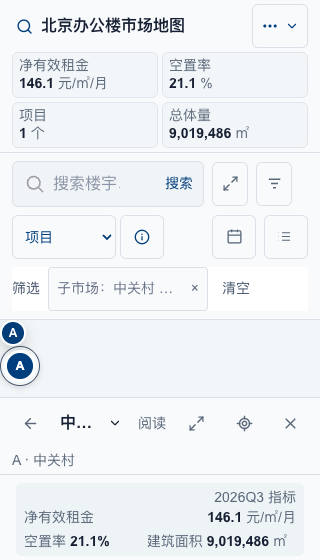 北京办公楼市场地图
净有效租金
146.1 元/㎡/月
空置率
21.1 %
项目
1 个
总体量
9,019,486 ㎡
搜索楼宇.
搜索
项目
筛选
子市场：中关村 ...
×
清空
A
A
中...
阅读
A · 中关村
2026Q3 指标
净有效租金 146.1 元/㎡/月
空置率 21.1% 建筑面积 9,019,486 ㎡